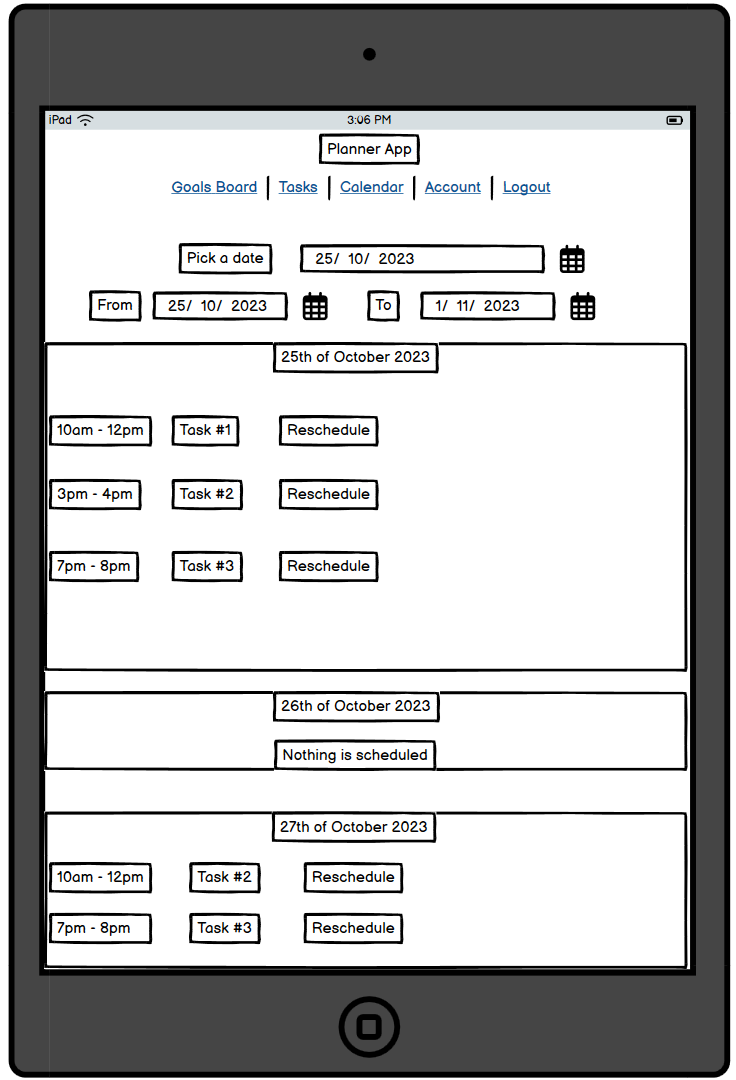 iPad 3:06 PM
Planner App
Goals Board Tasks Calendar Account Logout
Pick a date 25/ 10/ 2023
From 25/ 10/ 2023 To 1/ 11/ 2023
25th of October 2023
10am - 12pm Task #1 Reschedule
3pm - 4pm Task #2 Reschedule
7pm - 8pm Task #3 Reschedule
26th of October 2023
Nothing is scheduled
27th of October 2023
10am - 12pm Task #2 Reschedule
7pm - 8pm Task #3 Reschedule